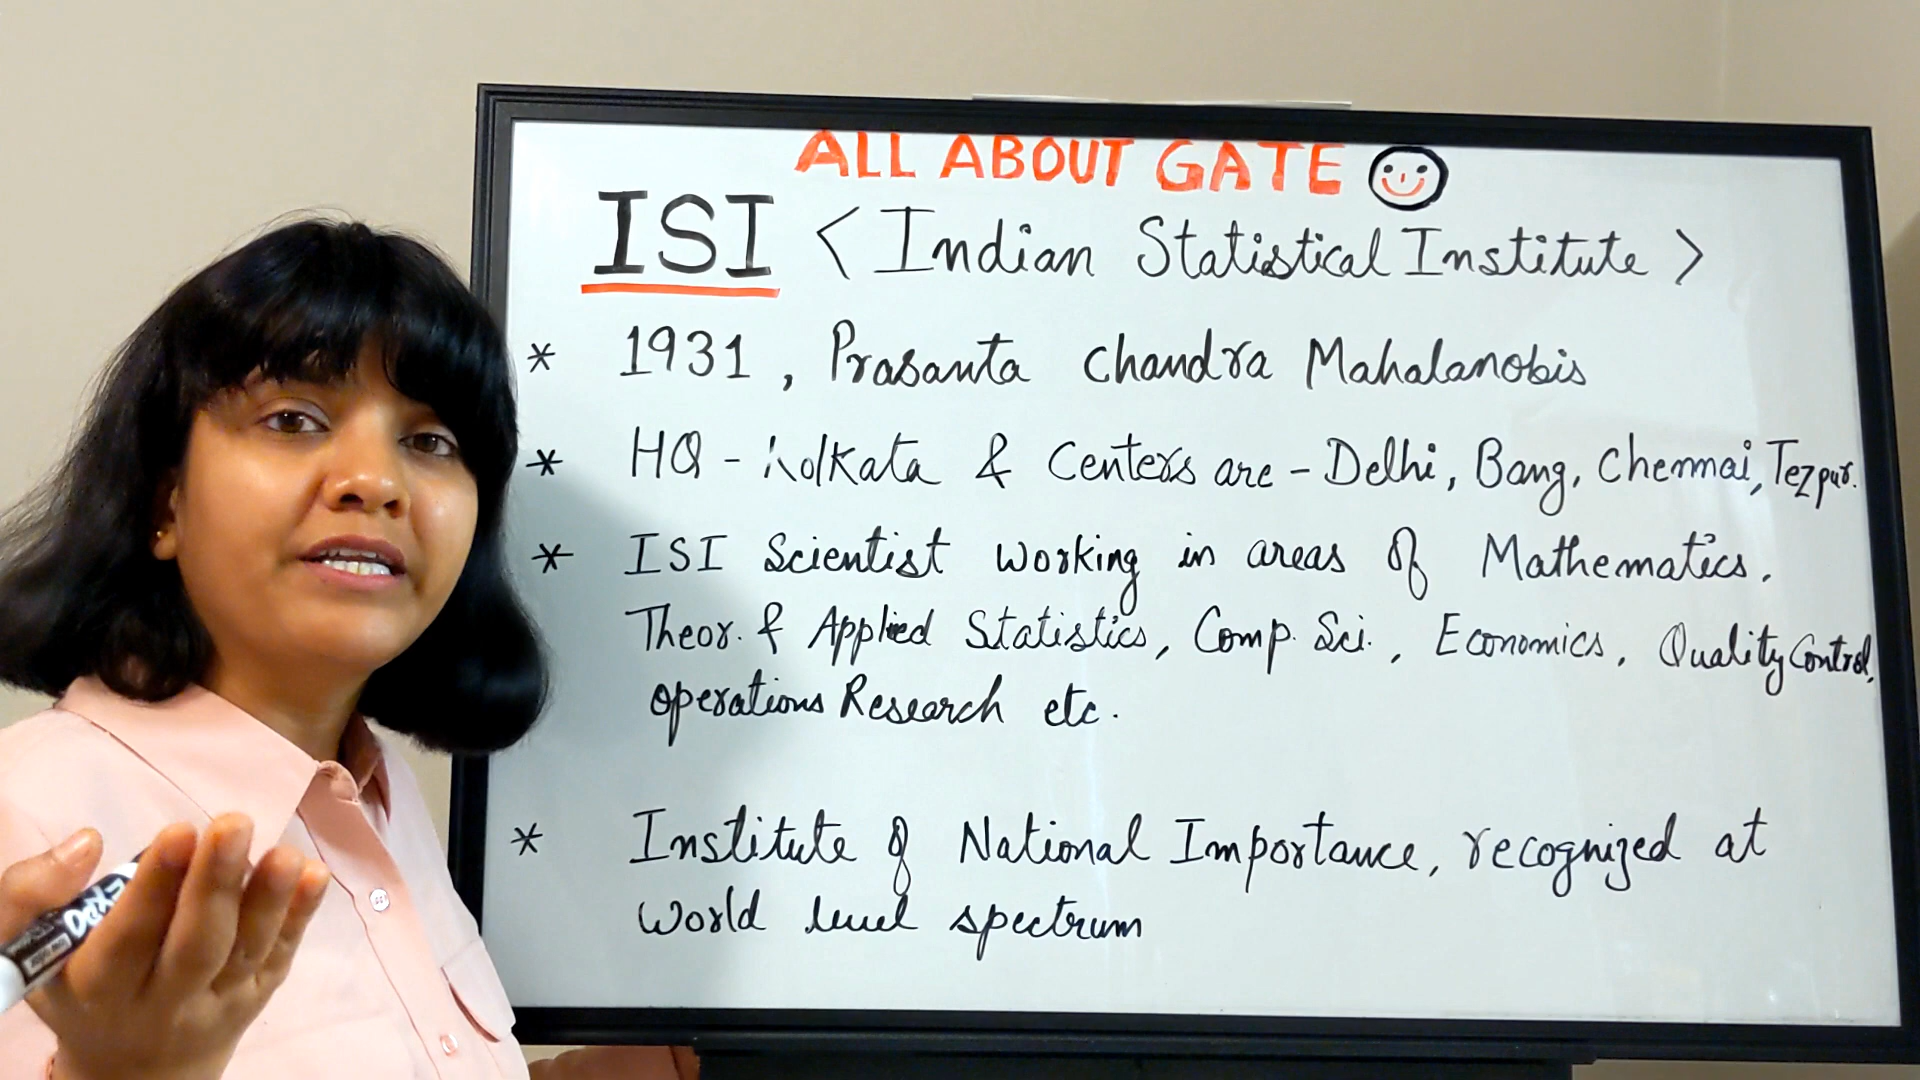 ALL ABOUT GATE
ISI < Indian Statistical Institute >
* 1931, Prasanta Chandra Mahalanobis
* HQ - Kolkata & Centers are - Delhi, Bang, Chennai, Tezpur.
* ISI Scientist working in areas of Mathematics,
Theor. & Applied Statistics, Comp. Sci., Economics, Quality Control,
operations Research etc.
* Institute of National Importance, recognized at
world level spectrum
EXPO